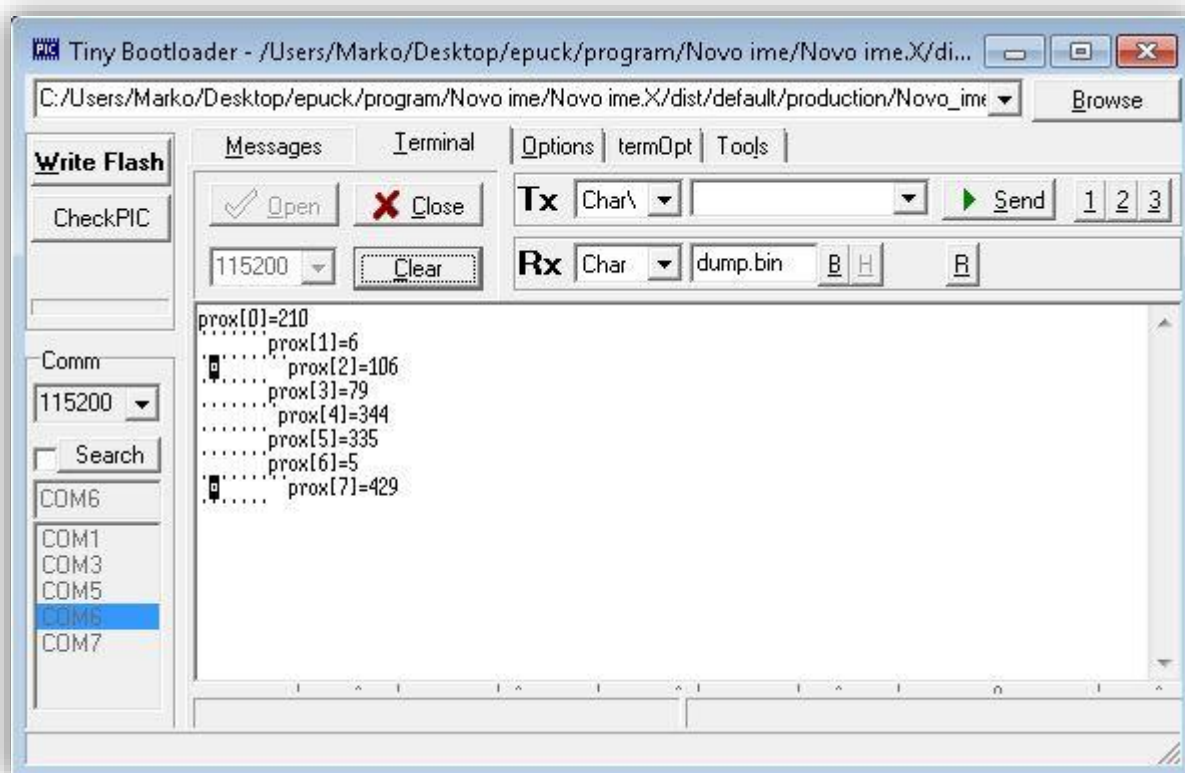 PIC Tiny Bootloader - /Users/Marko/Desktop/epuck/program/Novo ime/Novo ime.X/di...
C:/Users/Marko/Desktop/epuck/program/Novo ime/Novo ime.X/dist/default/production/Novo_ime Browse
Write Flash Messages Terminal Options termOpt Tools
CheckPIC Open Close Tx Char\ Send 1 2 3
115200 Clear Rx Char dump.bin B H R
prox[0]=210
prox[1]=6
prox[2]=106
prox[3]=79
prox[4]=344
prox[5]=335
prox[6]=5
prox[7]=429
Comm
115200
Search
COM6
COM1
COM3
COM5
COM6
COM7